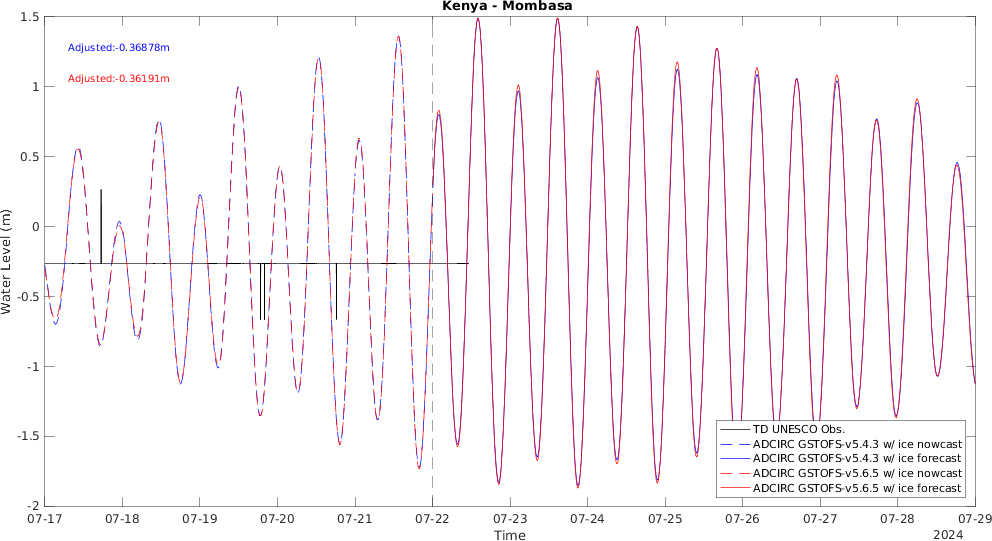 Kenya - Mombasa
Adjusted:-0.36878m
Adjusted:-0.36191m
Water Level (m)
1.5
1
0.5
0
-0.5
-1
-1.5
-2
TD UNESCO Obs.
ADCIRC GSTOFS-v5.4.3 w/ ice nowcast
ADCIRC GSTOFS-v5.4.3 w/ ice forecast
ADCIRC GSTOFS-v5.6.5 w/ ice nowcast
ADCIRC GSTOFS-v5.6.5 w/ ice forecast
07-17 07-18 07-19 07-20 07-21 07-22 07-23 07-24 07-25 07-26 07-27 07-28 07-29
Time
2024